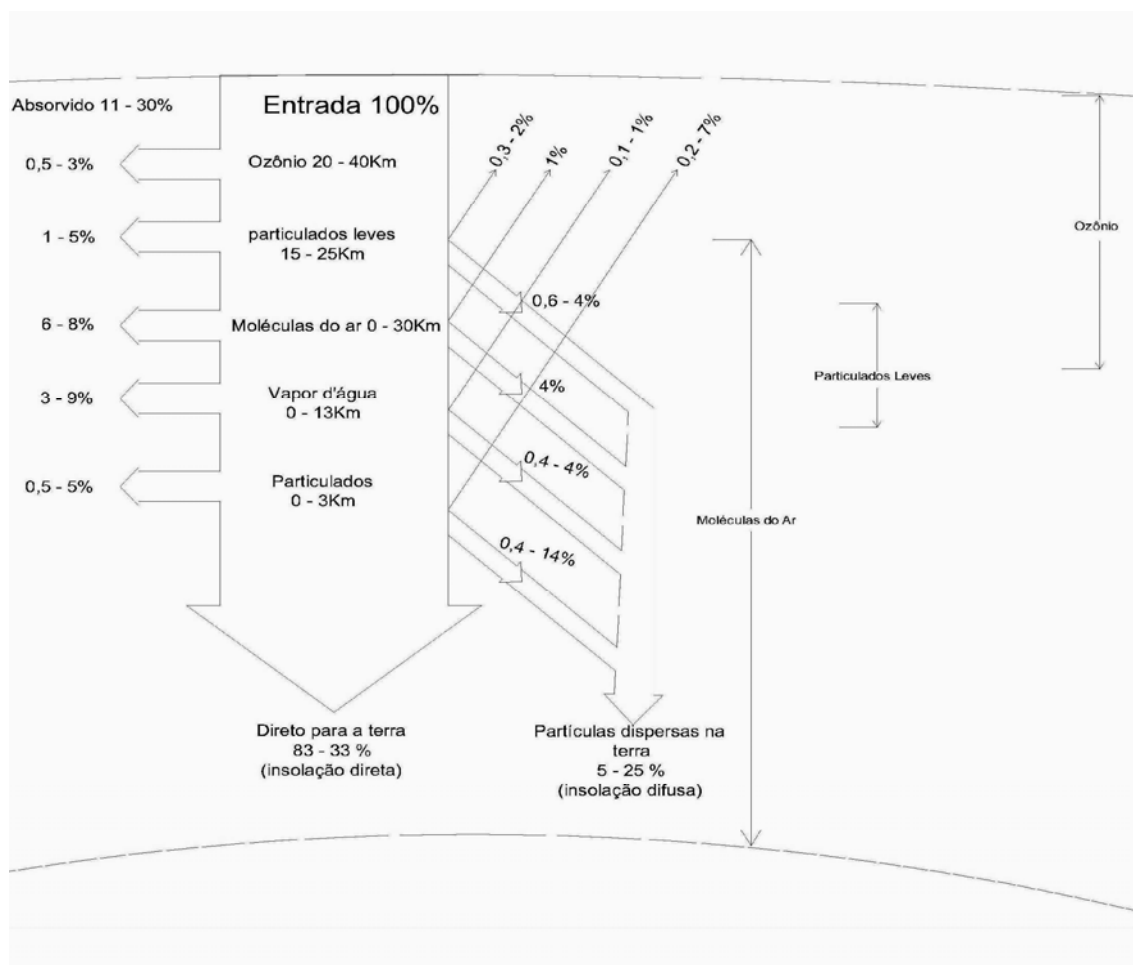 Absorvido 11 - 30%
Entrada 100%
0,5 - 3%
Ozônio 20 - 40Km
0,3 - 2%
1%
0,1 - 1%
0,2 - 7%
1 - 5%
particulados leves
15 - 25Km
0,6 - 4%
6 - 8%
Moléculas do ar 0 - 30Km
4%
3 - 9%
Vapor d'água
0 - 13Km
0,4 - 4%
0,5 - 5%
Particulados
0 - 3Km
0,4 - 14%
Direto para a terra
83 - 33 %
(insolação direta)
Partículas dispersas na
terra
5 - 25 %
(insolação difusa)
Moléculas do Ar
Particulados Leves
Ozônio